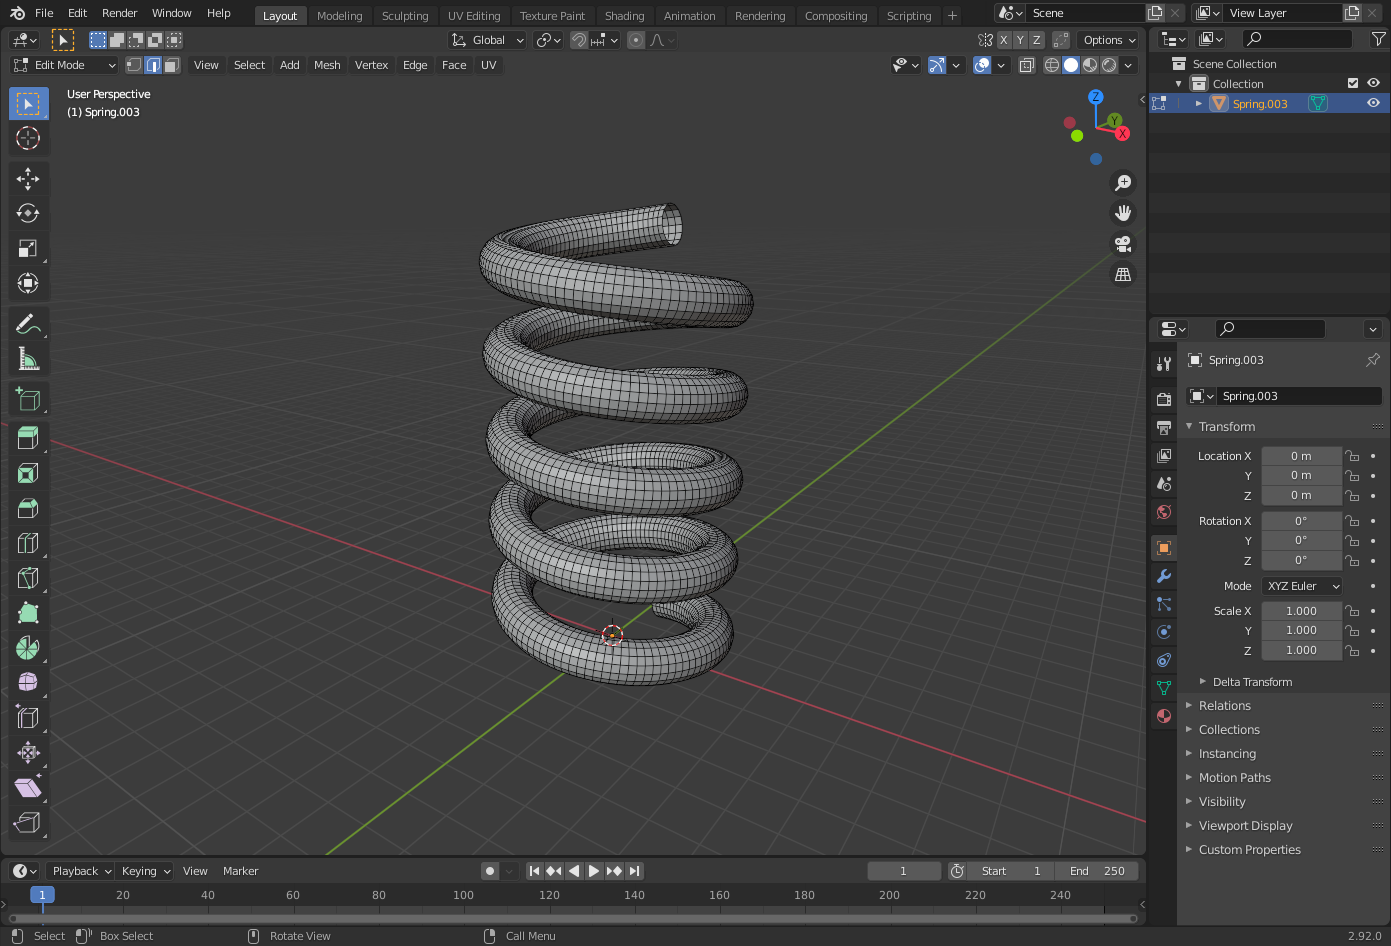 File Edit Render Window Help Layout Modeling Sculpting UV Editing Texture Paint Shading Animation Rendering Compositing Scripting + Scene View Layer
Global X Y Z Options
Edit Mode View Select Add Mesh Vertex Edge Face UV
User Perspective
(1) Spring.003
Z
Y
X
Scene Collection
Collection
Spring.003
Spring.003
Spring.003
Transform
Location X 0 m
Y 0 m
Z 0 m
Rotation X 0°
Y 0°
Z 0°
Mode XYZ Euler
Scale X 1.000
Y 1.000
Z 1.000
Delta Transform
Relations
Collections
Instancing
Motion Paths
Visibility
Viewport Display
Custom Properties
Playback Keying View Marker 1 Start 1 End 250
1 20 40 60 80 100 120 140 160 180 200 220 240
Select Box Select Rotate View Call Menu 2.92.0